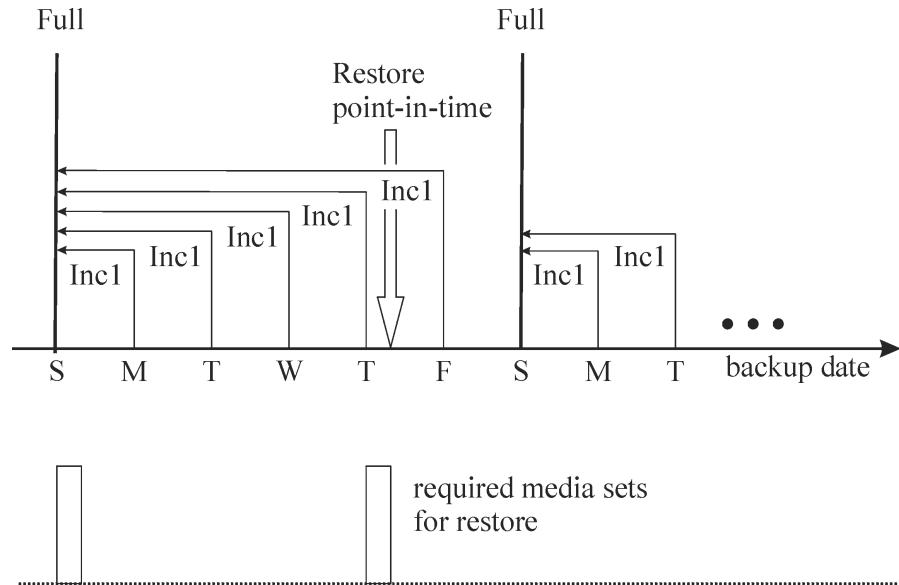 Full
Full
Restore
point-in-time
Inc1
Inc1
Inc1
Inc1
Inc1
Inc1
Inc1
S M T W T F S M T backup date
required media sets
for restore